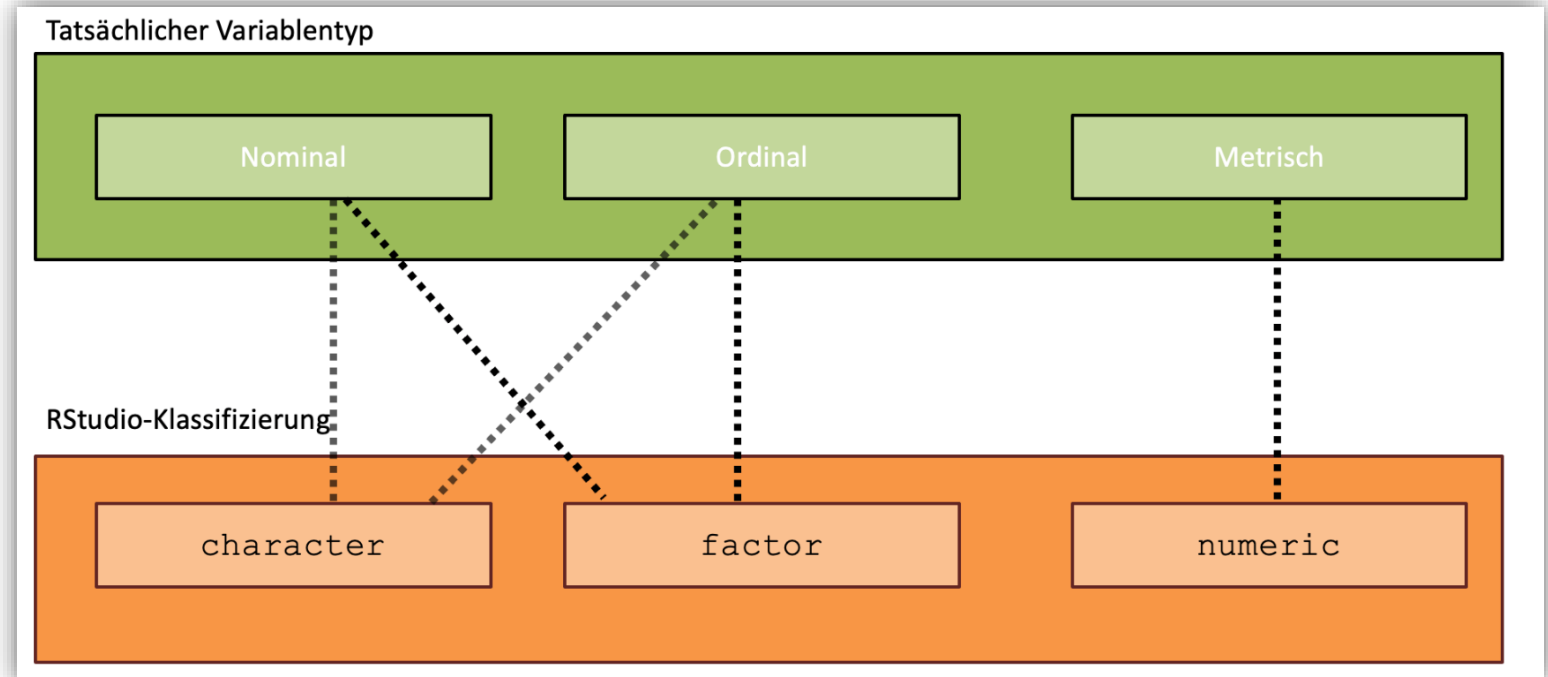 Tatsächlicher Variablentyp
Nominal
Ordinal
Metrisch
RStudio-Klassifizierung
character
factor
numeric